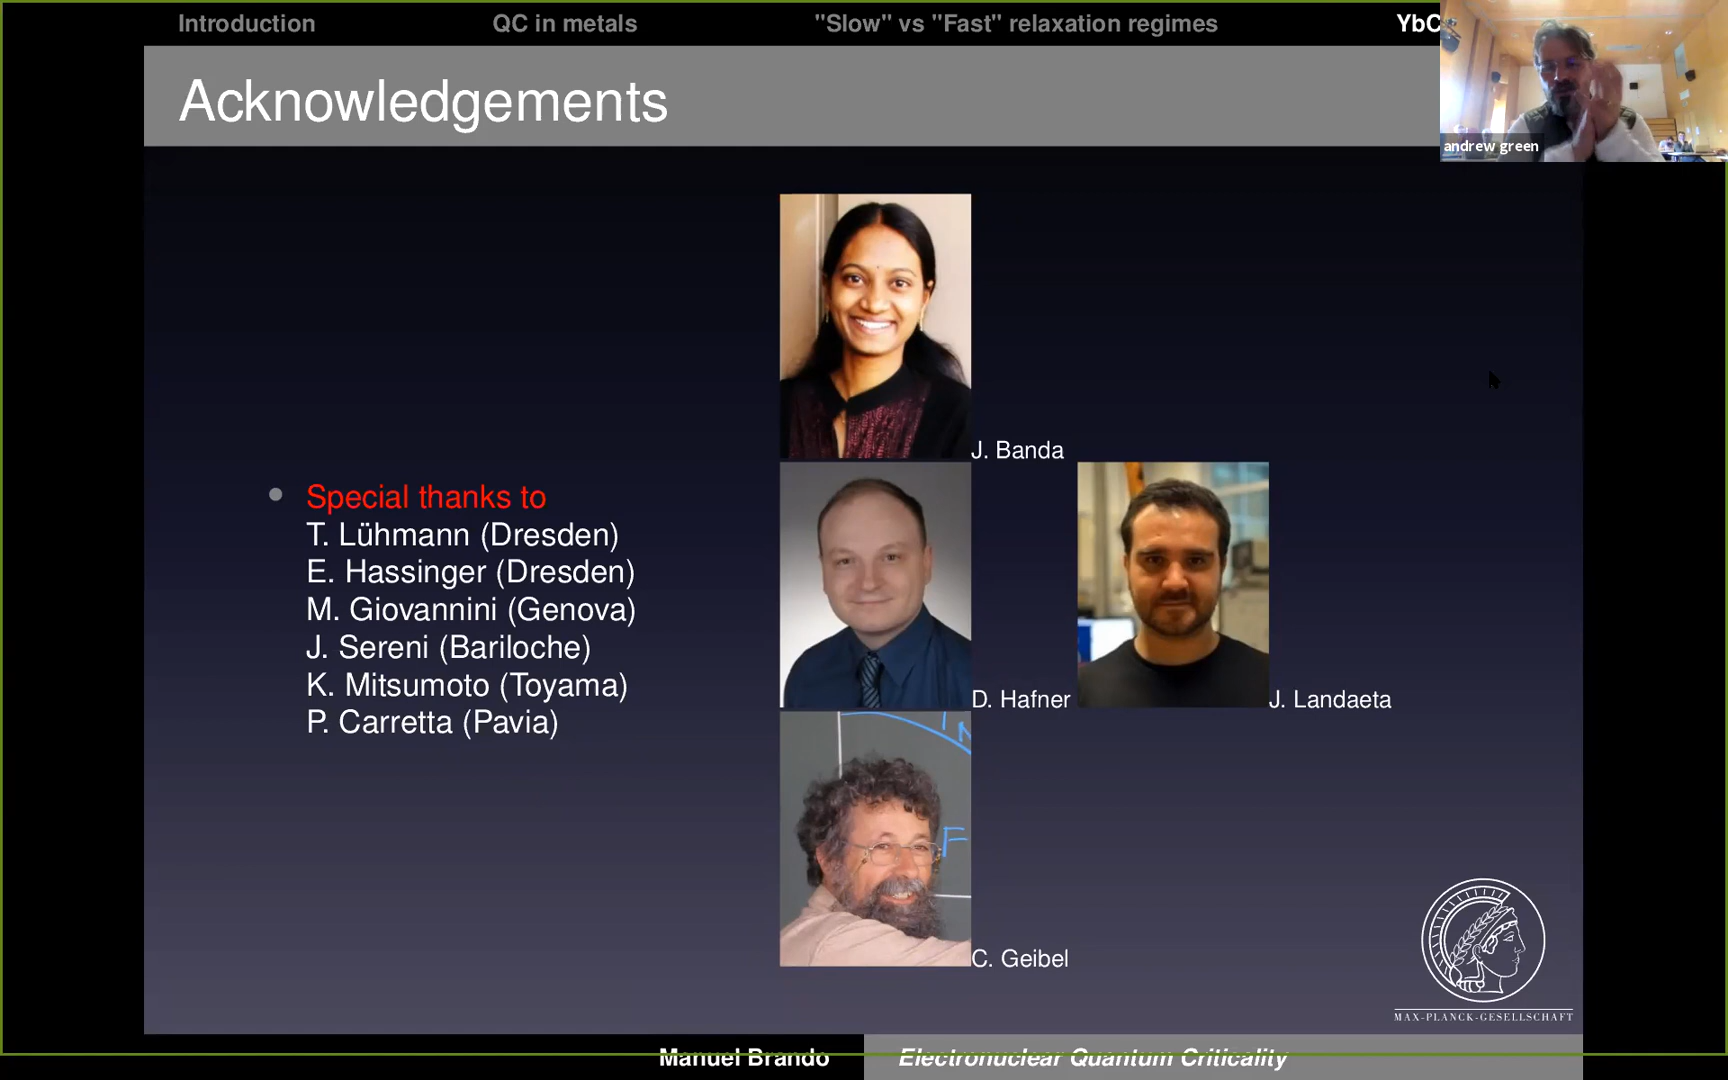 Introduction
QC in metals
"Slow" vs "Fast" relaxation regimes
YbC
andrew green
Acknowledgements
J. Banda
• Special thanks to
T. Lühmann (Dresden)
E. Hassinger (Dresden)
M. Giovannini (Genova)
J. Sereni (Bariloche)
K. Mitsumoto (Toyama)
P. Carretta (Pavia)
D. Hafner
J. Landaeta
F
C. Geibel
MAX-PLANCK-GESELLSCHAFT
Manuel Brando
Electronuclear Quantum Criticality